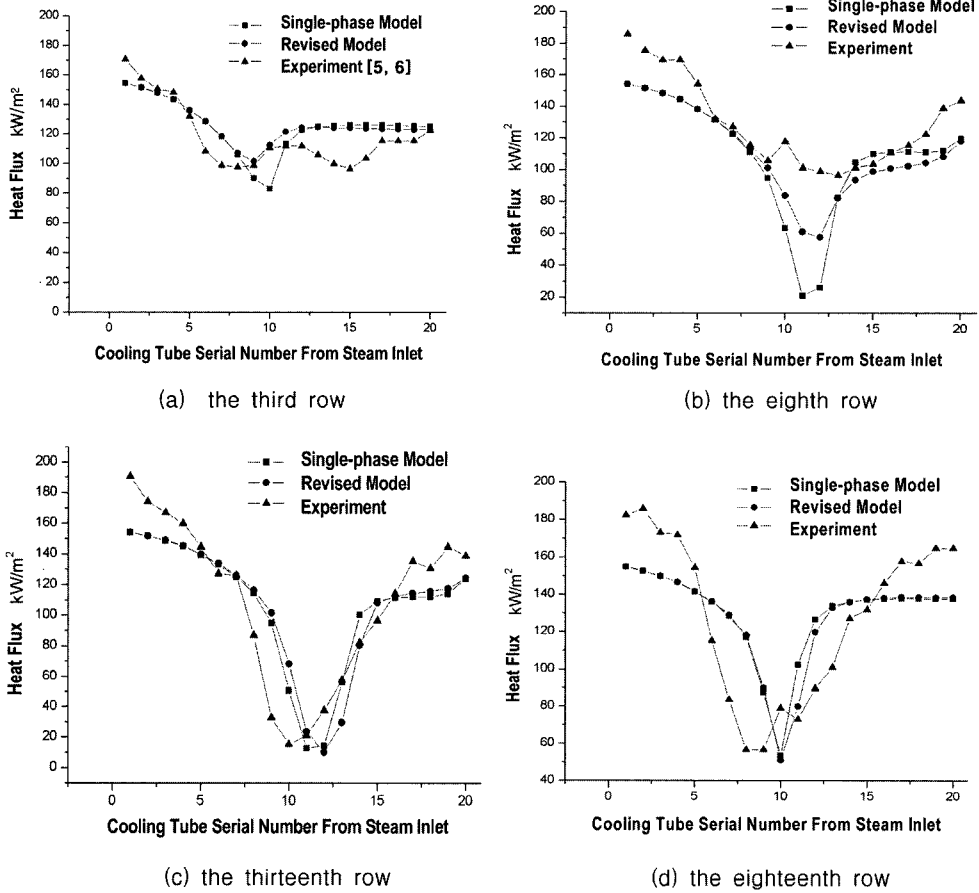 Single-phase Model
Revised Model
Experiment [5, 6]
200
180
160
140
120
100
80
60
40
20
0
Heat Flux kW/m²
0 5 10 15 20
Cooling Tube Serial Number From Steam Inlet
(a) the third row
Single-phase Model
Revised Model
Experiment
200
180
160
140
120
100
80
60
40
20
Heat Flux kW/m²
0 5 10 15 20
Cooling Tube Serial Number From Steam Inlet
(b) the eighth row
Single-phase Model
Revised Model
Experiment
200
180
160
140
120
100
80
60
40
20
0
Heat Flux kW/m²
0 5 10 15 20
Cooling Tube Serial Number From Steam Inlet
(c) the thirteenth row
Single-phase Model
Revised Model
Experiment
200
180
160
140
120
100
80
60
40
Heat Flux kW/m²
0 5 10 15 20
Cooling Tube Serial Number From Steam Inlet
(d) the eighteenth row